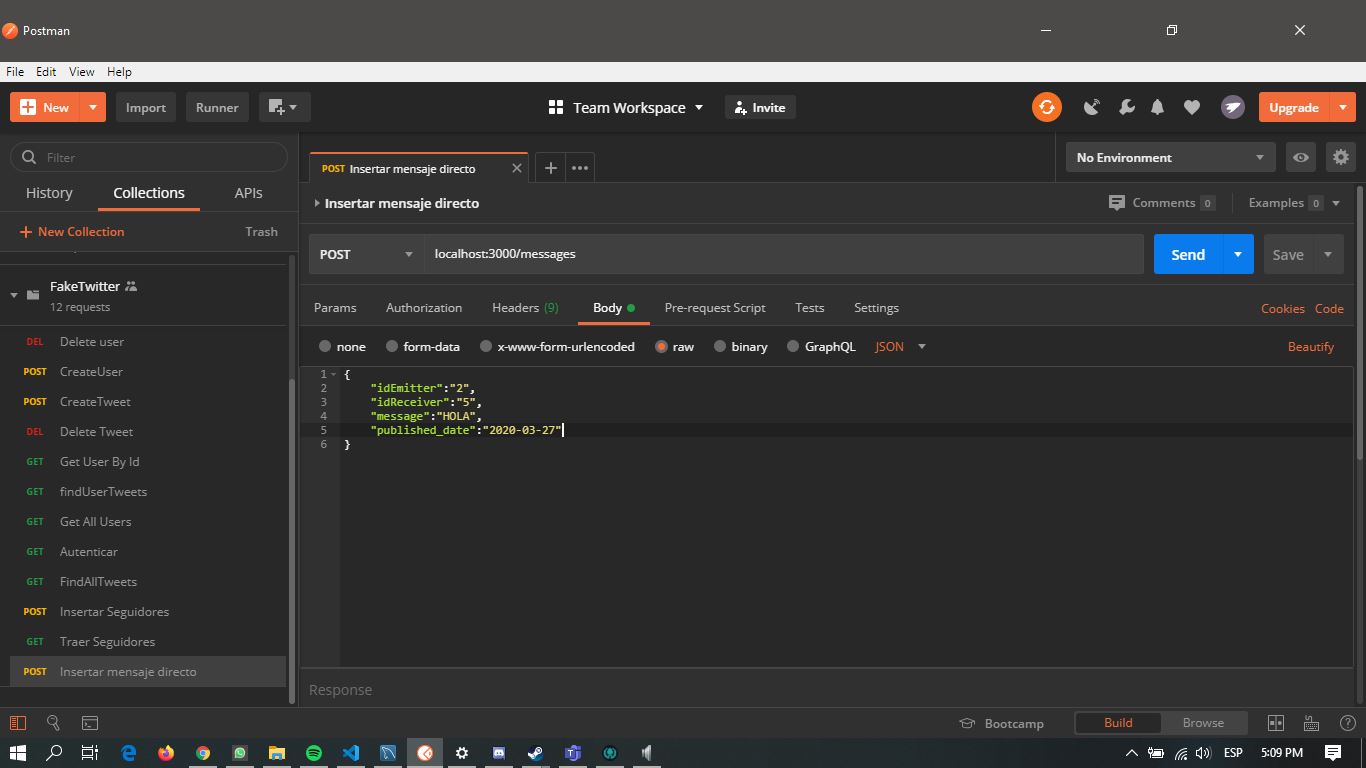 Postman
File Edit View Help
New Import Runner Team Workspace Invite Upgrade
Filter
History Collections APIs
New Collection Trash
FakeTwitter
12 requests
DEL Delete user
POST CreateUser
POST CreateTweet
DEL Delete Tweet
GET Get User By Id
GET findUserTweets
GET Get All Users
GET Autenticar
GET FindAllTweets
POST Insertar Seguidores
GET Traer Seguidores
POST Insertar mensaje directo
POST Insertar mensaje directo
No Environment
Insertar mensaje directo Comments 0 Examples 0
POST localhost:3000/messages Send Save
Params Authorization Headers (9) Body Pre-request Script Tests Settings Cookies Code
none form-data x-www-form-urlencoded raw binary GraphQL JSON Beautify
1 {
2 "idEmitter":"2",
3 "idReceiver":"5",
4 "message":"HOLA",
5 "published_date":"2020-03-27"
6 }
Response
Bootcamp Build Browse
ESP 5:09 PM